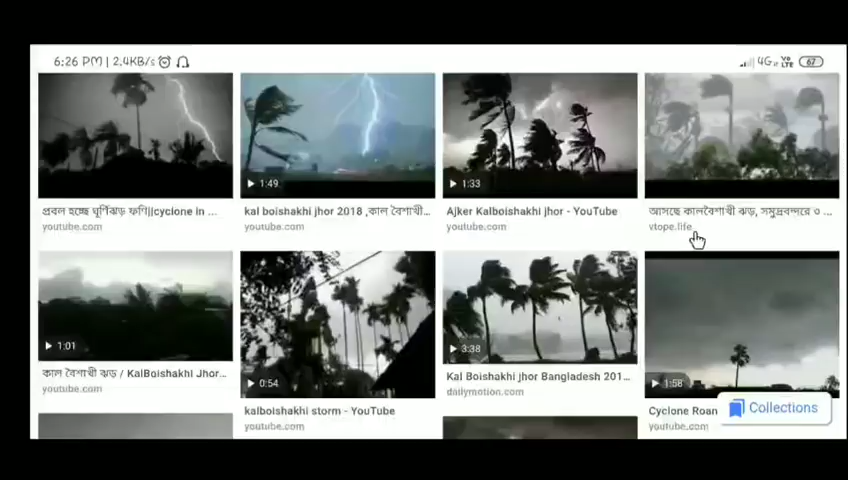 6:26 PM | 2.4KB/s
4G
VoLTE
67
প্রবল হচ্ছে ঘূর্ণিঝড় ফণি||cyclone in ...
youtube.com
1:49
kal boishakhi jhor 2018 ,কাল বৈশাখী...
youtube.com
1:33
Ajker Kalboishakhi jhor - YouTube
youtube.com
আসছে কালবৈশাখী ঝড়, সমুদ্রবন্দরে ৩ ...
vtope.life
1:01
কাল বৈশাখী ঝড় / KalBoishakhi Jhor...
youtube.com
0:54
kalboishakhi storm - YouTube
youtube.com
3:38
Kal Boishakhi jhor Bangladesh 201...
dailymotion.com
1:58
Cyclone Roan
youtube.com
Collections